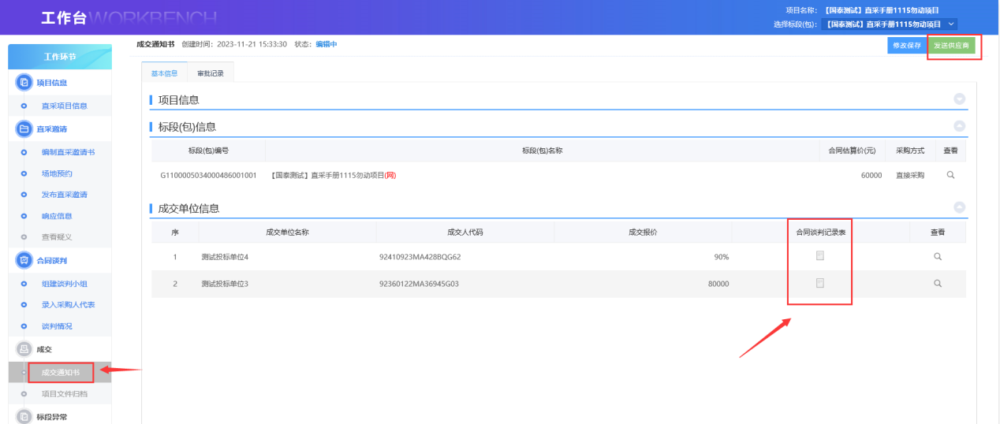 工作台WORKBENCH
项目名称： 【国泰测试】直采手册1115勿动项目
选择标段(包)： 【国泰测试】直采手册1115勿动项目
成交通知书 创建时间：2023-11-21 15:33:30 状态：编辑中
修改保存 发送供应商
工作环节
项目信息
直采项目信息
直采邀请
编制直采邀请书
场地预约
发布直采邀请
响应信息
查看疑义
合同谈判
组建谈判小组
录入采购人代表
谈判情况
成交
成交通知书
项目文件归档
标段异常
基本信息 审批记录
项目信息
标段(包)信息
标段(包)编号 标段(包)名称 合同估算价(元) 采购方式 查看
G1100005034000486001001 【国泰测试】直采手册1115勿动项目(网) 60000 直接采购
成交单位信息
序 成交单位名称 成交人代码 成交报价 合同谈判记录表 查看
1 测试投标单位4 92410923MA428BQG62 90%
2 测试投标单位3 92360122MA36945G03 80000